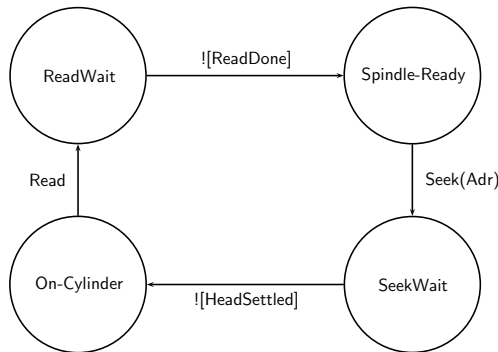 ![ReadDone]
ReadWait
Spindle-Ready
Read
Seek(Adr)
On-Cylinder
SeekWait
![HeadSettled]